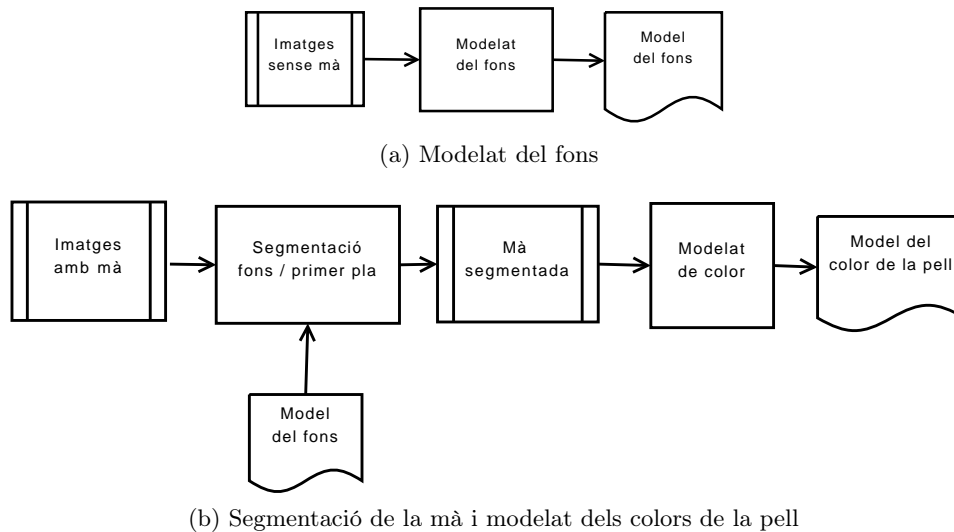 Imatges
sense mà
Modelat
del fons
Model
del fons
(a) Modelat del fons
Imatges
amb mà
Segmentació
fons / primer pla
Mà
segmentada
Modelat
de color
Model del
color de la pell
Model
del fons
(b) Segmentació de la mà i modelat dels colors de la pell